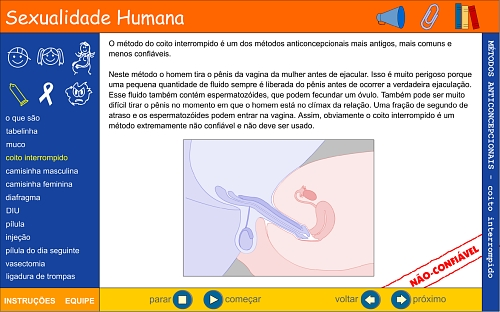 Sexualidade Humana
O método do coito interrompido é um dos métodos anticoncepcionais mais antigos, mais comuns e
menos confiáveis.
Neste método o homem tira o pênis da vagina da mulher antes de ejacular. Isso é muito perigoso porque
uma pequena quantidade de fluido sempre é liberada do pênis antes de ocorrer a verdadeira ejaculação.
Esse fluido também contém espermatozóides, que podem fecundar um óvulo. Também pode ser muito
difícil tirar o pênis no momento em que o homem está no clímax da relação. Uma fração de segundo de
atraso e os espermatozóides podem entrar na vagina. Assim, obviamente o coito interrompido é um
método extremamente não confiável e não deve ser usado.
o que são
tabelinha
muco
coito interrompido
camisinha masculina
camisinha feminina
diafragma
DIU
pílula
injeção
pílula do dia seguinte
vasectomia
ligadura de trompas
MÉTODOS ANTICONCEPCIONAIS - coito interrompido
NÃO-CONFIÁVEL
INSTRUÇÕES EQUIPE
parar começar voltar próximo